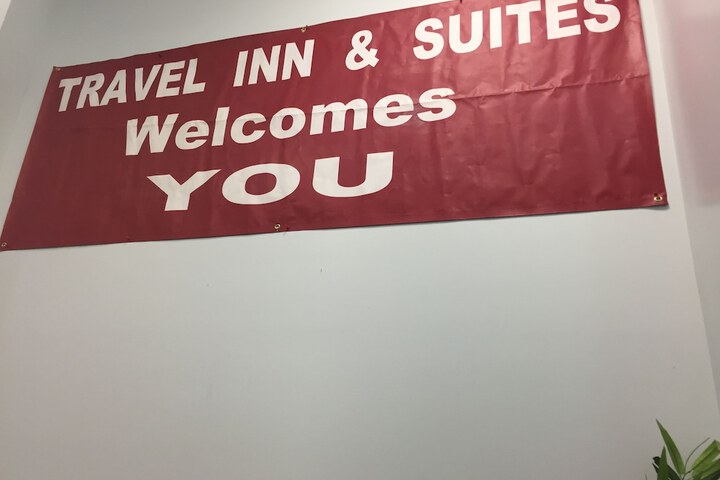 TRAVEL INN & SUITES
Welcomes
YOU